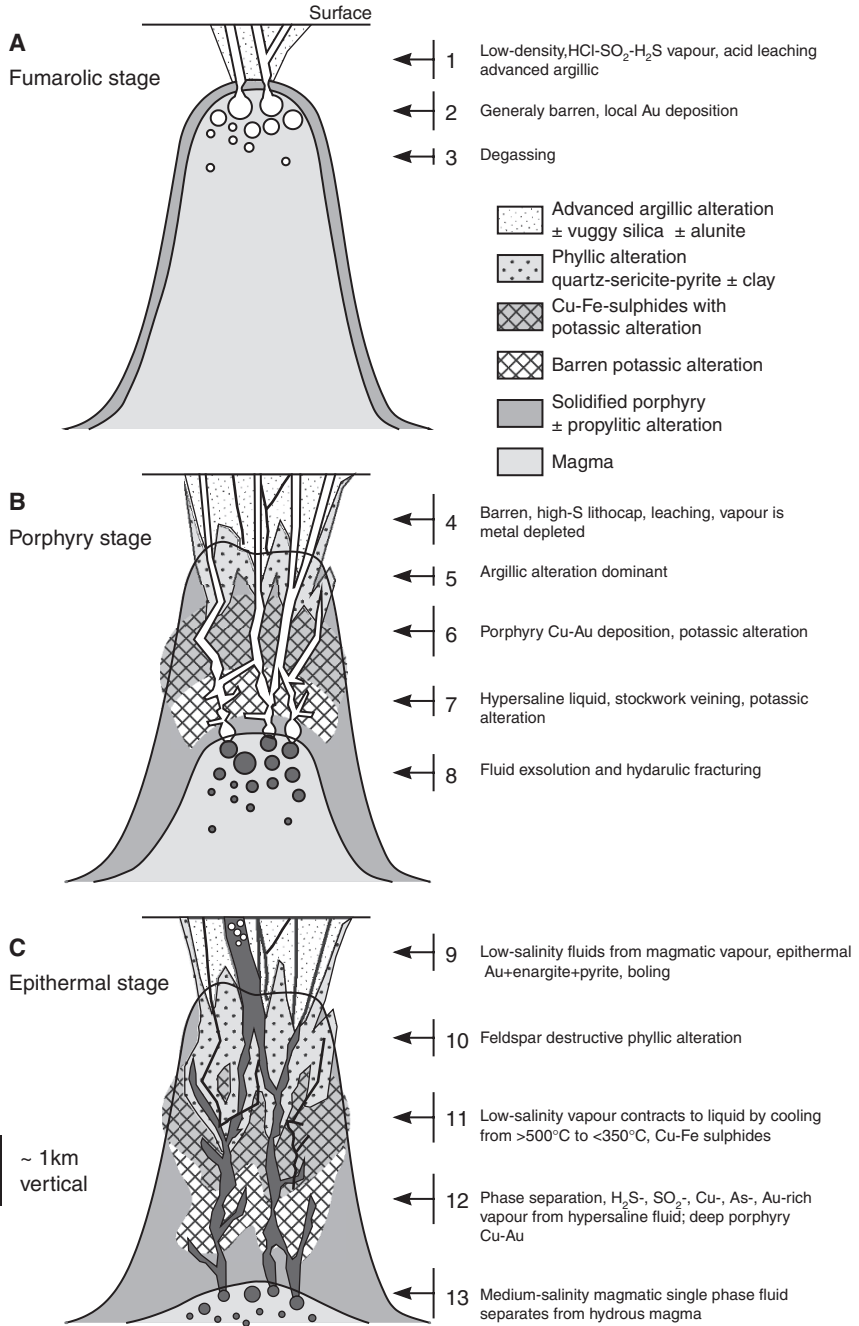 Surface
A
Fumarolic stage
1 Low-density,HCl-SO₂-H₂S vapour, acid leaching
advanced argillic
2 Generaly barren, local Au deposition
3 Degassing
Advanced argillic alteration
± vuggy silica ± alunite
Phyllic alteration
quartz-sericite-pyrite ± clay
Cu-Fe-sulphides with
potassic alteration
Barren potassic alteration
Solidified porphyry
± propylitic alteration
Magma
B
Porphyry stage
4 Barren, high-S lithocap, leaching, vapour is
metal depleted
5 Argillic alteration dominant
6 Porphyry Cu-Au deposition, potassic alteration
7 Hypersaline liquid, stockwork veining, potassic
alteration
8 Fluid exsolution and hydarulic fracturing
C
Epithermal stage
9 Low-salinity fluids from magmatic vapour, epithermal
Au+enargite+pyrite, boling
10 Feldspar destructive phyllic alteration
11 Low-salinity vapour contracts to liquid by cooling
from >500°C to <350°C, Cu-Fe sulphides
~ 1km
vertical
12 Phase separation, H₂S-, SO₂-, Cu-, As-, Au-rich
vapour from hypersaline fluid; deep porphyry
Cu-Au
13 Medium-salinity magmatic single phase fluid
separates from hydrous magma